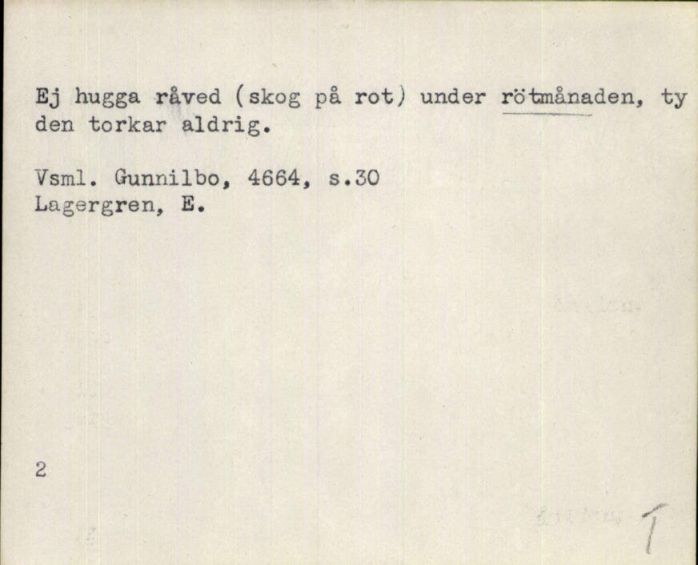 Ej hugga råved (skog på rot) under rötmånaden, ty
den torkar aldrig.
Vsml. Gunnilbo, 4664, s.30
Lagergren, E.
2
T